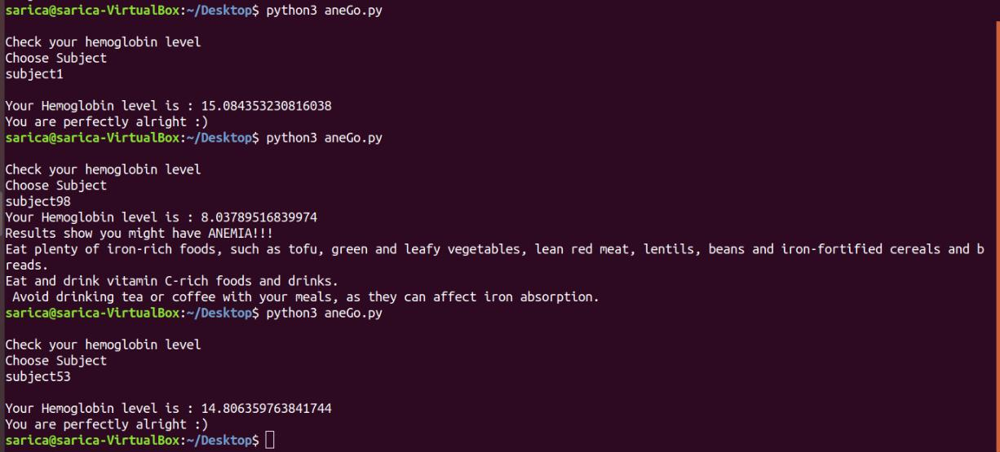 sarica@sarica-VirtualBox:~/Desktop$ python3 aneGo.py
Check your hemoglobin level
Choose Subject
subject1
Your Hemoglobin level is : 15.084353230816038
You are perfectly alright :)
sarica@sarica-VirtualBox:~/Desktop$ python3 aneGo.py
Check your hemoglobin level
Choose Subject
subject98
Your Hemoglobin level is : 8.03789516839974
Results show you might have ANEMIA!!!
Eat plenty of iron-rich foods, such as tofu, green and leafy vegetables, lean red meat, lentils, beans and iron-fortified cereals and b
reads.
Eat and drink vitamin C-rich foods and drinks.
 Avoid drinking tea or coffee with your meals, as they can affect iron absorption.
sarica@sarica-VirtualBox:~/Desktop$ python3 aneGo.py
Check your hemoglobin level
Choose Subject
subject53
Your Hemoglobin level is : 14.806359763841744
You are perfectly alright :)
sarica@sarica-VirtualBox:~/Desktop$